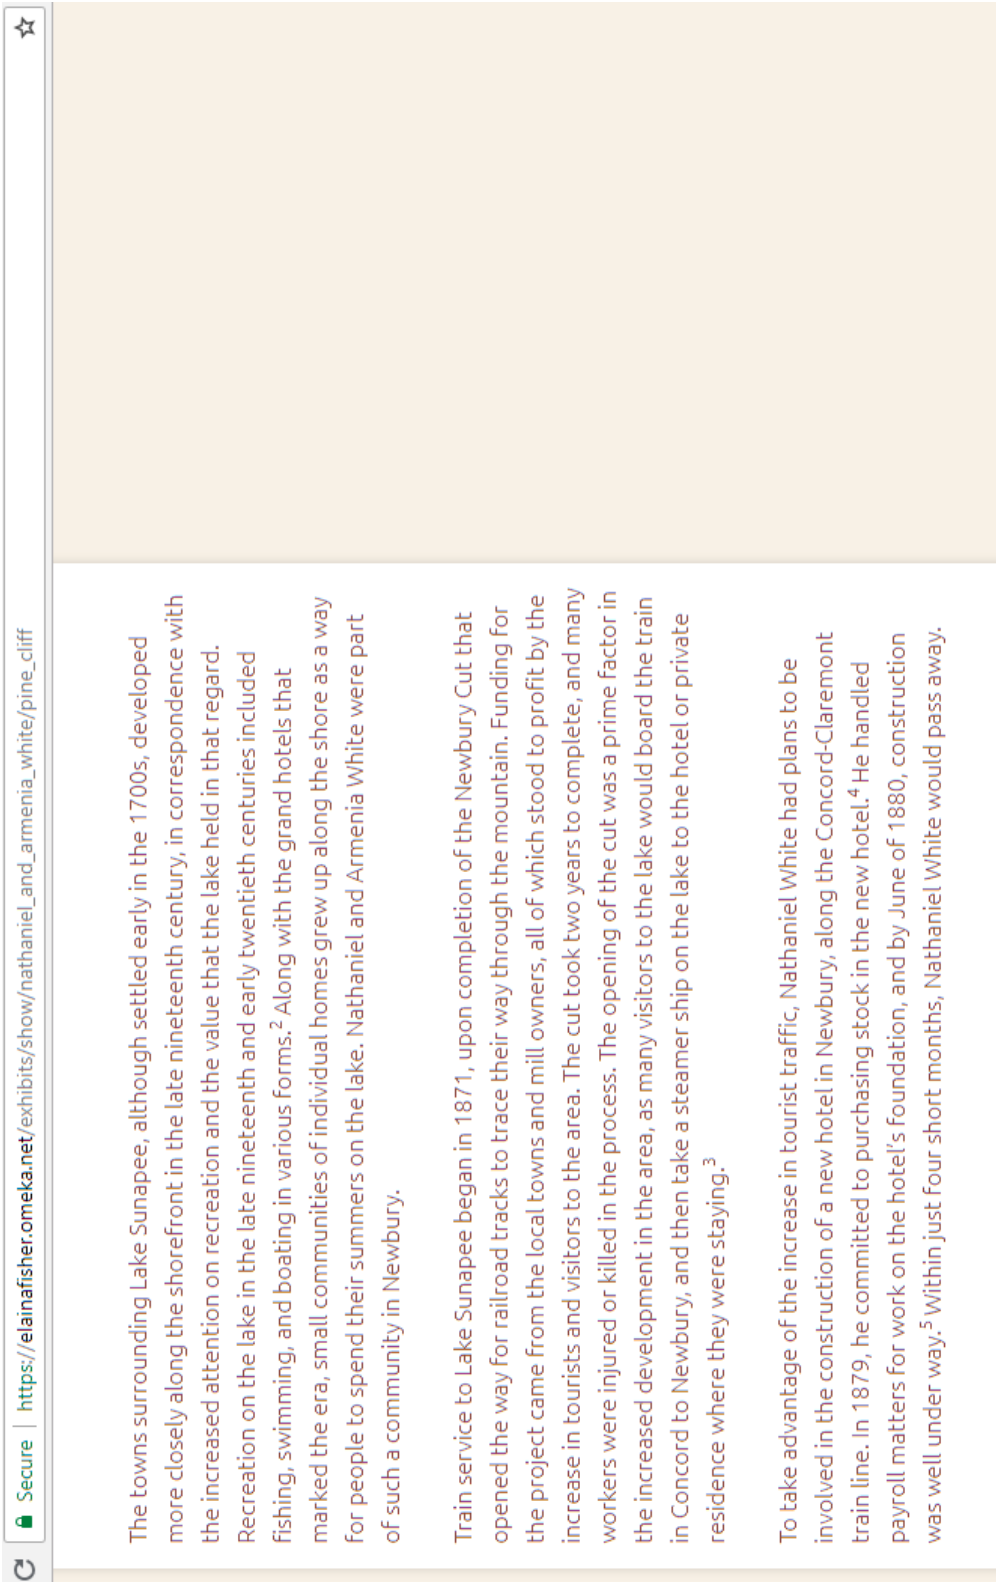 Secure | https://elainafisher.omeka.net/exhibits/show/nathaniel_and_armenia_white/pine_cliff
The towns surrounding Lake Sunapee, although settled early in the 1700s, developed
more closely along the shorefront in the late nineteenth century, in correspondence with
the increased attention on recreation and the value that the lake held in that regard.
Recreation on the lake in the late nineteenth and early twentieth centuries included
fishing, swimming, and boating in various forms.² Along with the grand hotels that
marked the era, small communities of individual homes grew up along the shore as a way
for people to spend their summers on the lake. Nathaniel and Armenia White were part
of such a community in Newbury.
Train service to Lake Sunapee began in 1871, upon completion of the Newbury Cut that
opened the way for railroad tracks to trace their way through the mountain. Funding for
the project came from the local towns and mill owners, all of which stood to profit by the
increase in tourists and visitors to the area. The cut took two years to complete, and many
workers were injured or killed in the process. The opening of the cut was a prime factor in
the increased development in the area, as many visitors to the lake would board the train
in Concord to Newbury, and then take a steamer ship on the lake to the hotel or private
residence where they were staying.³
To take advantage of the increase in tourist traffic, Nathaniel White had plans to be
involved in the construction of a new hotel in Newbury, along the Concord-Claremont
train line. In 1879, he committed to purchasing stock in the new hotel.⁴ He handled
payroll matters for work on the hotel's foundation, and by June of 1880, construction
was well under way.⁵ Within just four short months, Nathaniel White would pass away.